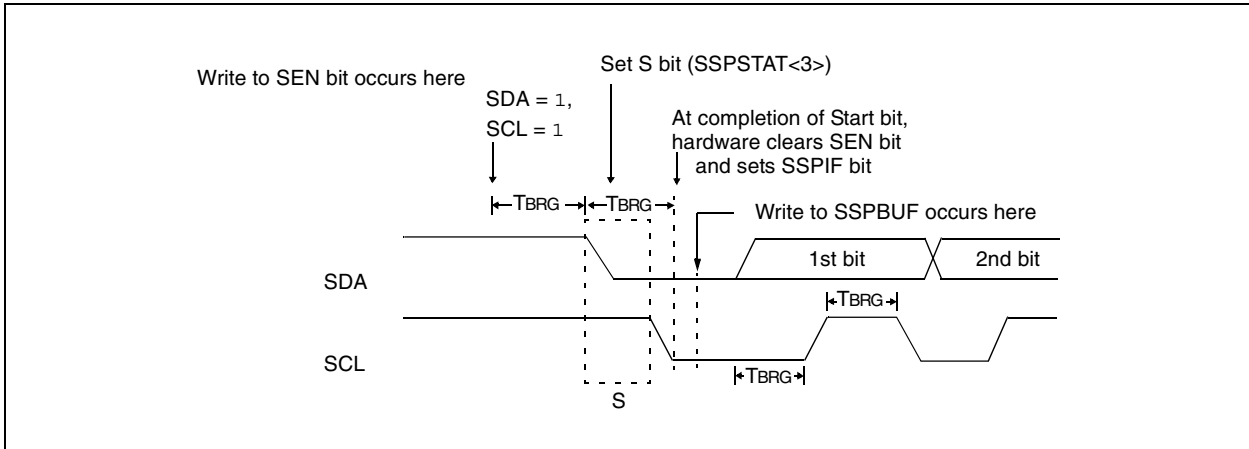 Write to SEN bit occurs here
Set S bit (SSPSTAT<3>)
SDA = 1,
SCL = 1
At completion of Start bit,
hardware clears SEN bit
and sets SSPIF bit
TBRG
TBRG
Write to SSPBUF occurs here
SDA
1st bit
2nd bit
TBRG
SCL
TBRG
S